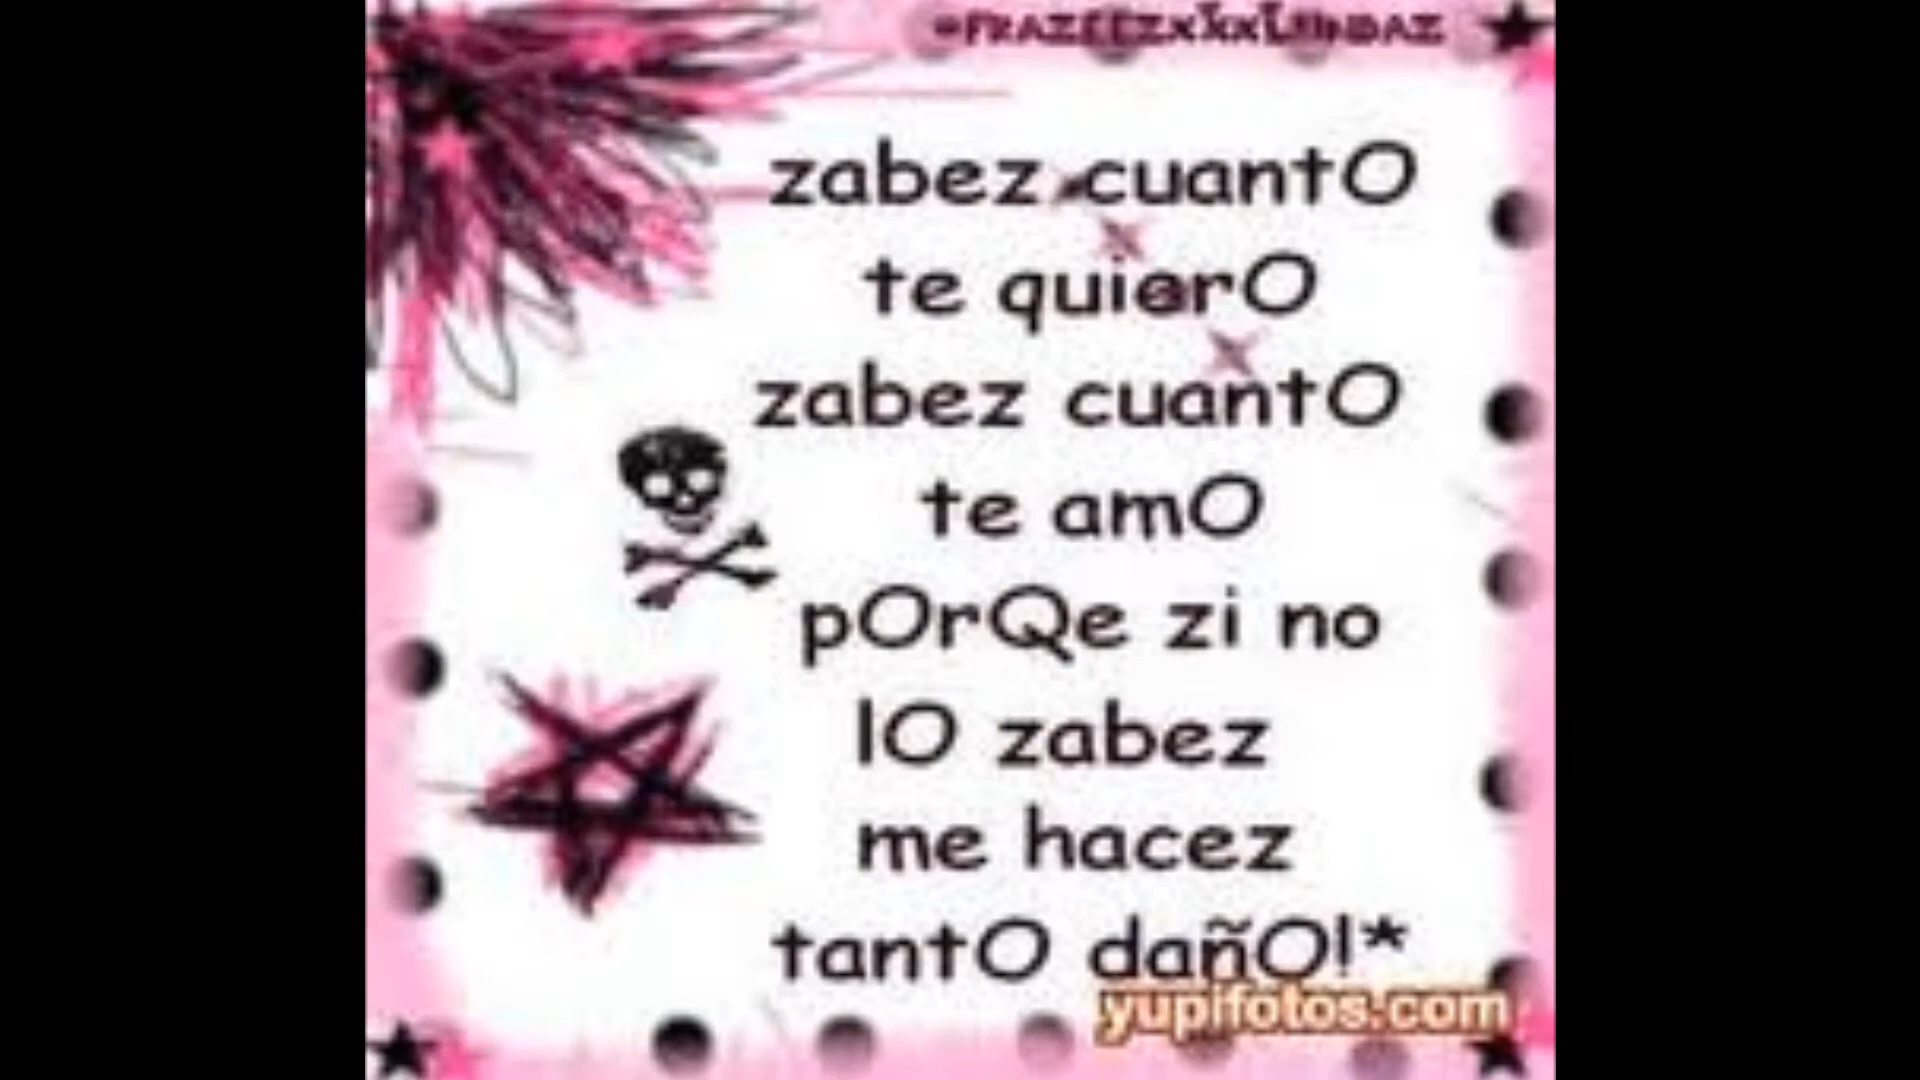 zabez cuantO
te quierO
zabez cuantO
te amO
pOrQe zi no
lO zabez
me hacez
tantO dañO!*
yupifotos.com